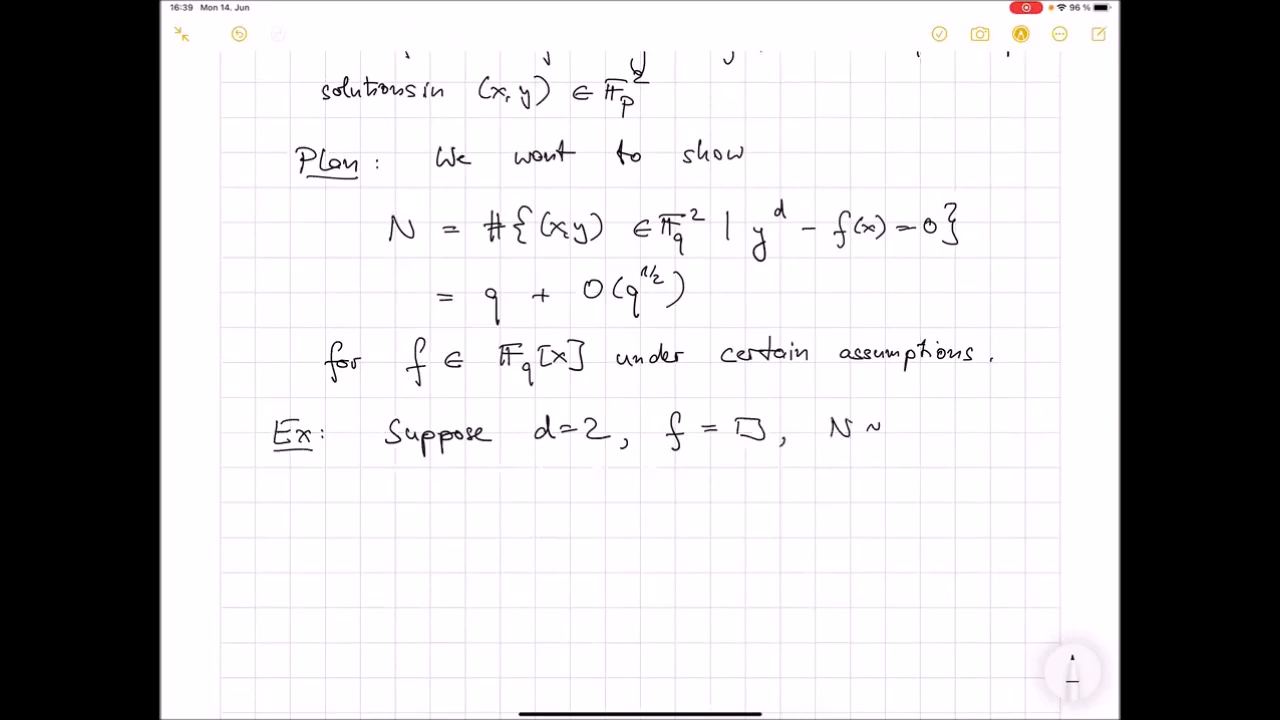 16:39 Mon 14. Jun 96 %
solutions in (x, y) ∈ 𝔽_p^2
Plan: We want to show
N = #{(x,y) ∈ 𝔽_q^2 | y^d - f(x) = 0}
= q + O(q^{1/2})
for f ∈ 𝔽_q[x] under certain assumptions.
Ex: Suppose d=2, f = □, N ~